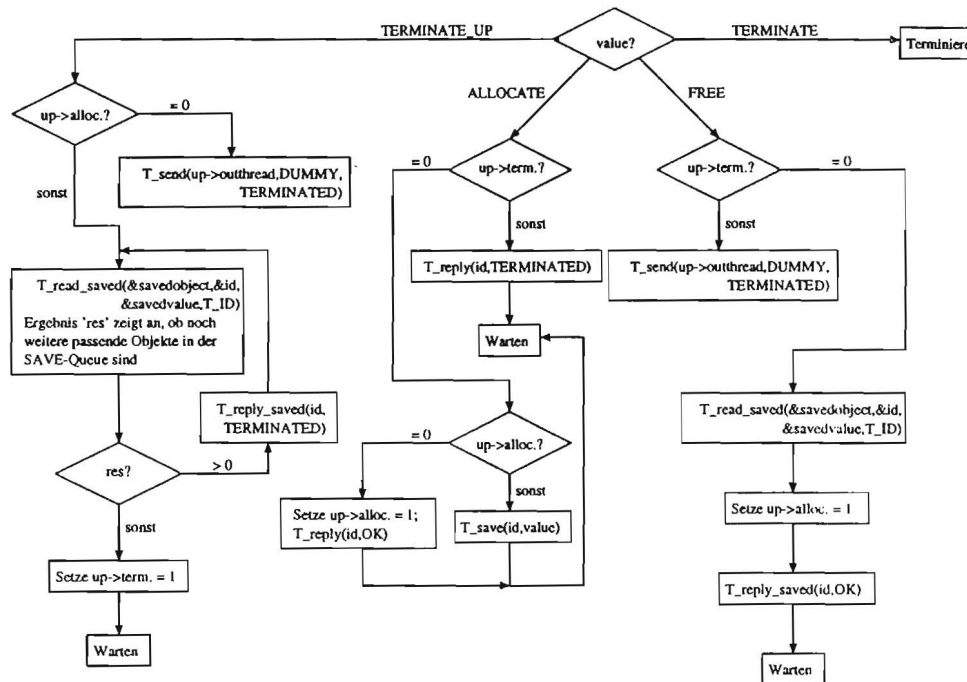 TERMINATE_UP
value?
TERMINATE
Terminiere
ALLOCATE
FREE
up->alloc.?
= 0
T_send(up->outthread,DUMMY,
TERMINATED)
sonst
= 0
up->term.?
sonst
T_reply(id,TERMINATED)
Warten
up->term.?
= 0
sonst
T_send(up->outthread,DUMMY,
TERMINATED)
T_read_saved(&savedobject,&id,
&savedvalue,T_ID)
Ergebnis 'res' zeigt an, ob noch
weitere passende Objekte in der
SAVE-Queue sind
T_reply_saved(id,
TERMINATED)
res?
> 0
sonst
Setze up->term. = 1
Warten
= 0
up->alloc.?
sonst
Setze up->alloc. = 1;
T_reply(id,OK)
T_save(id,value)
T_read_saved(&savedobject,&id,
&savedvalue,T_ID)
Setze up->alloc. = 1
T_reply_saved(id,OK)
Warten